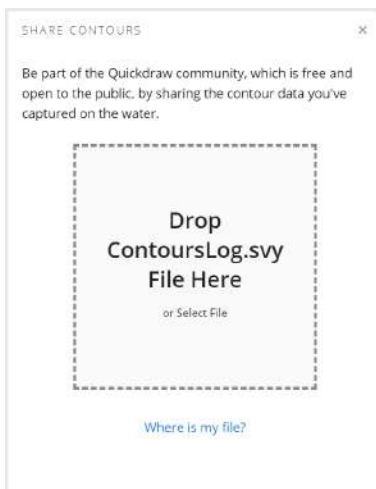 SHARE CONTOURS ×
Be part of the Quickdraw community, which is free and
open to the public, by sharing the contour data you've
captured on the water.
Drop
ContoursLog.svy
File Here
or Select File
Where is my file?